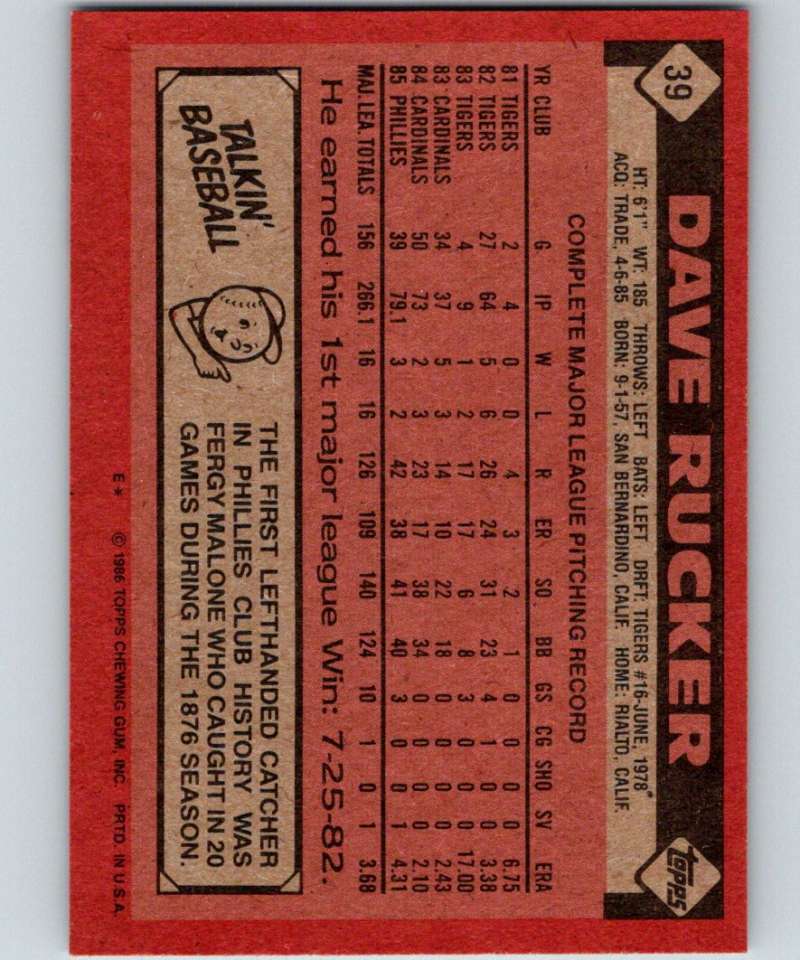 39
DAVE RUCKER
topps
HT: 6'1" WT: 185 THROWS: LEFT BATS: LEFT DRFT: TIGERS #16-JUNE, 1978*
ACQ: TRADE, 4-6-85 BORN: 9-1-57, SAN BERNARDINO, CALIF. HOME: RIALTO, CALIF.
COMPLETE MAJOR LEAGUE PITCHING RECORD
YR CLUB G IP W L R ER SO BB GS CG SHO SV ERA
81 TIGERS 2 4 0 0 4 3 2 1 0 0 0 0 6.75
82 TIGERS 27 64 5 6 26 24 31 23 4 1 0 0 3.38
83 TIGERS 4 9 1 2 17 17 6 8 3 0 0 0 17.00
83 CARDINALS 34 37 5 3 14 10 22 18 0 0 0 0 2.43
84 CARDINALS 50 73 2 3 23 17 38 34 0 0 0 0 2.10
85 PHILLIES 39 79.1 3 2 42 38 41 40 3 0 0 1 4.31
MAJ. LEA. TOTALS 156 266.1 16 16 126 109 140 124 10 1 0 1 3.68
He earned his 1st major league Win: 7-25-82.
TALKIN'
BASEBALL
THE FIRST LEFTHANDED CATCHER
IN PHILLIES CLUB HISTORY WAS
FERGY MALONE WHO CAUGHT IN 20
GAMES DURING THE 1876 SEASON.
E* © 1986 TOPPS CHEWING GUM, INC. PRTD. IN U.S.A.